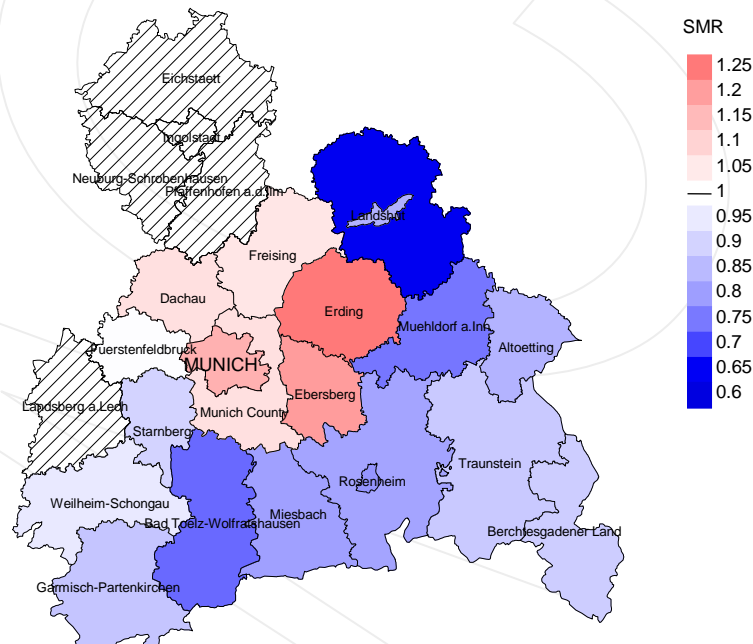 SMR
1.25
1.2
1.15
1.1
1.05
1
0.95
0.9
0.85
0.8
0.75
0.7
0.65
0.6
Eichstaett
Ingolstadt
Neuburg-Schrobenhausen
Pfaffenhofen a.d.Ilm
Landshut
Freising
Dachau
Erding
Muehldorf a.Inn
Altoetting
Fuerstenfeldbruck
MUNICH
Ebersberg
Landsberg a.Lech
Munich County
Starnberg
Traunstein
Rosenheim
Weilheim-Schongau
Miesbach
Bad Toelz-Wolfratshausen
Berchtesgadener Land
Garmisch-Partenkirchen